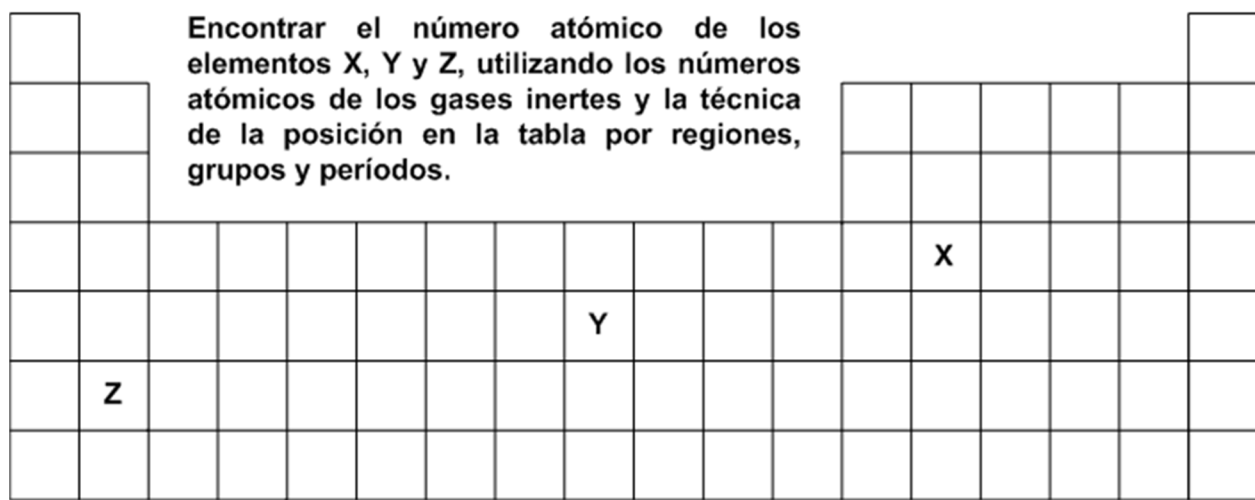 Encontrar el número atómico de los
elementos X, Y y Z, utilizando los números
atómicos de los gases inertes y la técnica
de la posición en la tabla por regiones,
grupos y períodos.
X
Y
Z